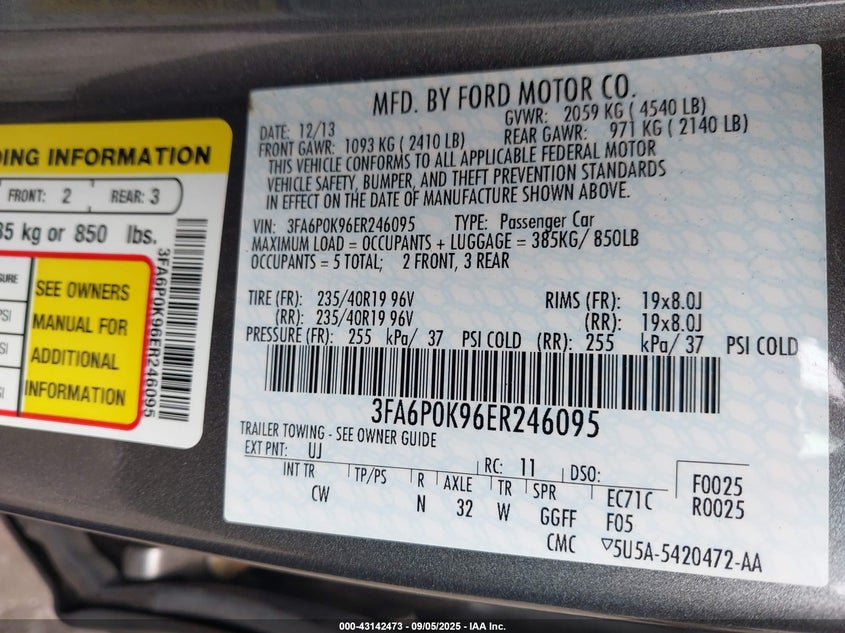 DING INFORMATION
FRONT: 2 REAR: 3
85 kg or 850 lbs.
SURE
PSI
SI
SI
SEE OWNERS
MANUAL FOR
ADDITIONAL
INFORMATION
3FA6P0K96ER246095
MFD. BY FORD MOTOR CO.
DATE: 12/13 GVWR: 2059 KG ( 4540 LB)
FRONT GAWR: 1093 KG ( 2410 LB) REAR GAWR: 971 KG ( 2140 LB)
THIS VEHICLE CONFORMS TO ALL APPLICABLE FEDERAL MOTOR
VEHICLE SAFETY, BUMPER, AND THEFT PREVENTION STANDARDS
IN EFFECT ON THE DATE OF MANUFACTURE SHOWN ABOVE.
VIN: 3FA6P0K96ER246095 TYPE: Passenger Car
MAXIMUM LOAD = OCCUPANTS + LUGGAGE = 385KG/ 850LB
OCCUPANTS = 5 TOTAL; 2 FRONT, 3 REAR
TIRE (FR): 235/40R19 96V RIMS (FR): 19x8.0J
(RR): 235/40R19 96V (RR): 19x8.0J
PRESSURE (FR): 255 kPa/ 37 PSI COLD (RR): 255 kPa/ 37 PSI COLD
3FA6P0K96ER246095
TRAILER TOWING - SEE OWNER GUIDE
EXT PNT: UJ RC: 11 DSO: F0025
INT TR TP/PS R AXLE TR SPR EC71C R0025
CW N 32 W GGFF F05
CMC ▽5U5A-5420472-AA
000-43142473 - 09/05/2025 - IAA Inc.